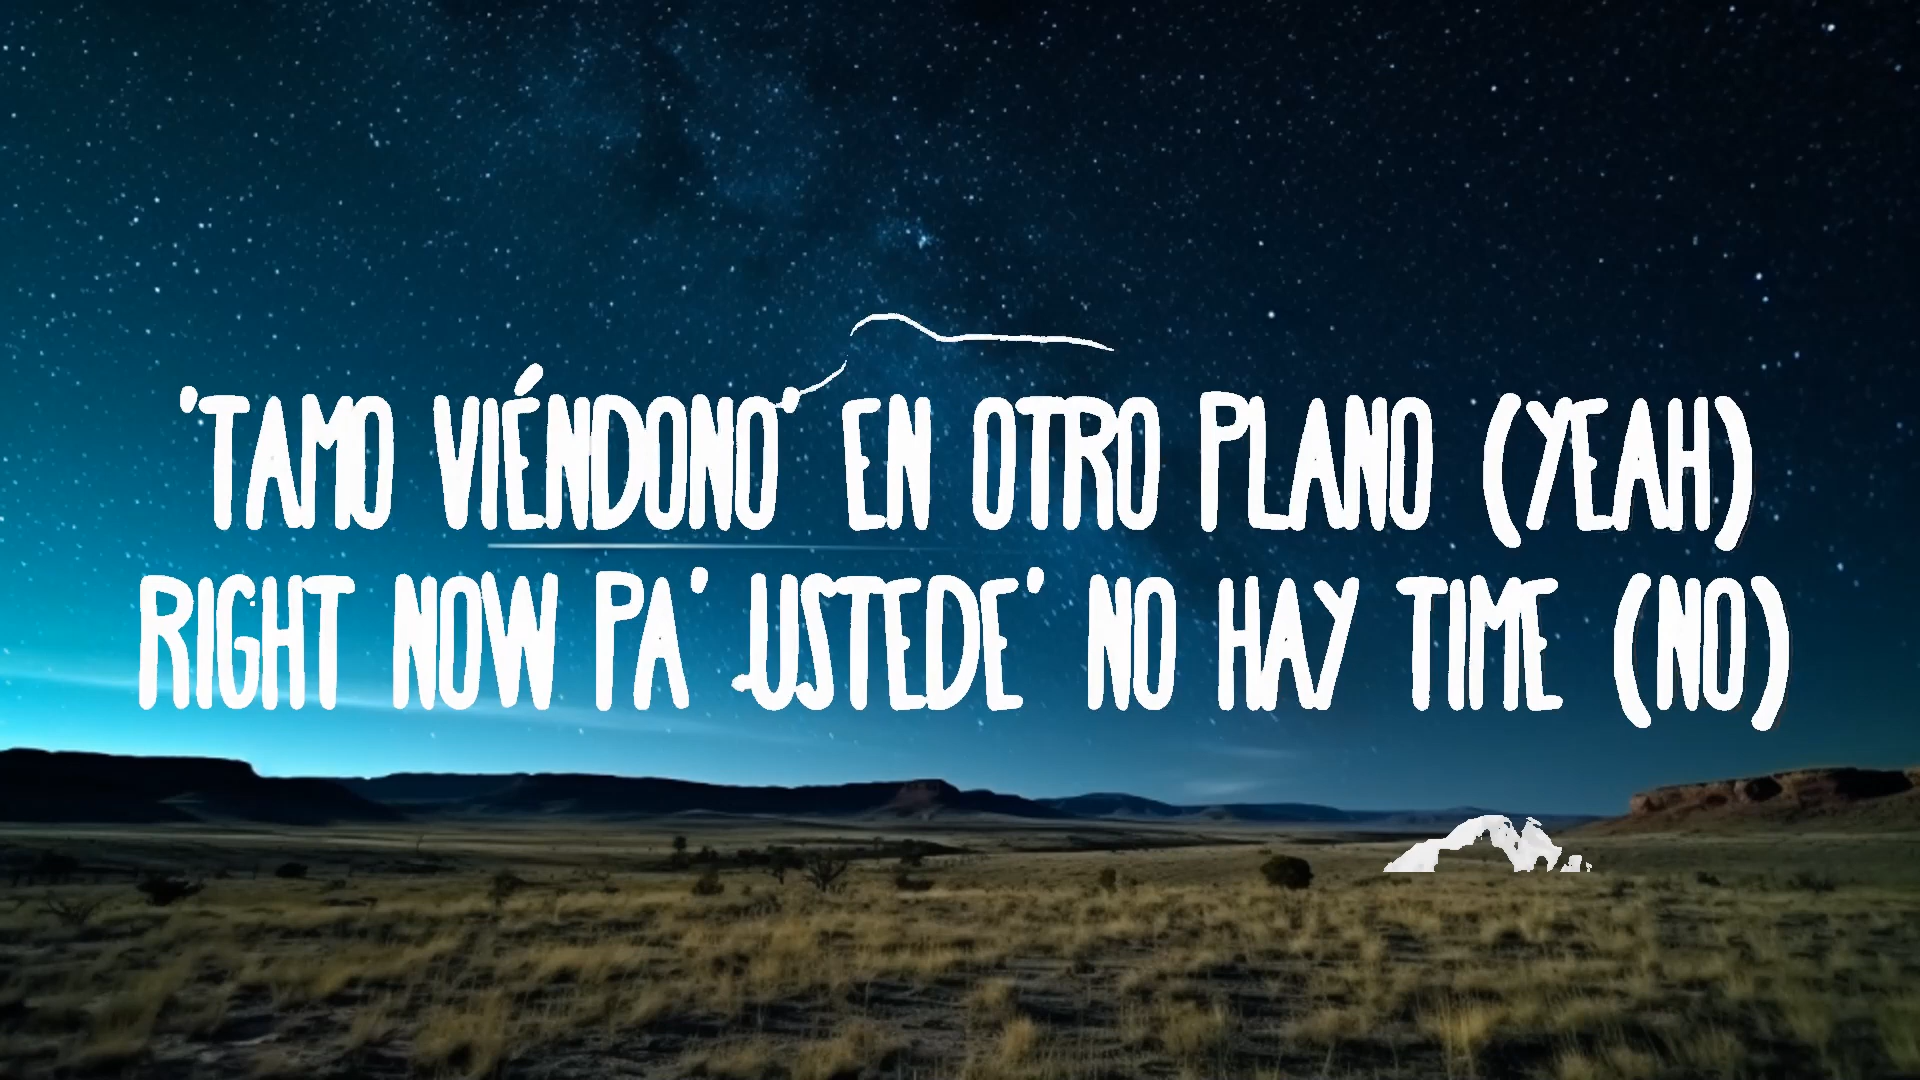 'TAMO VIÉNDONO' EN OTRO PLANO (YEAH)
RIGHT NOW PA' USTEDE' NO HAY TIME (NO)